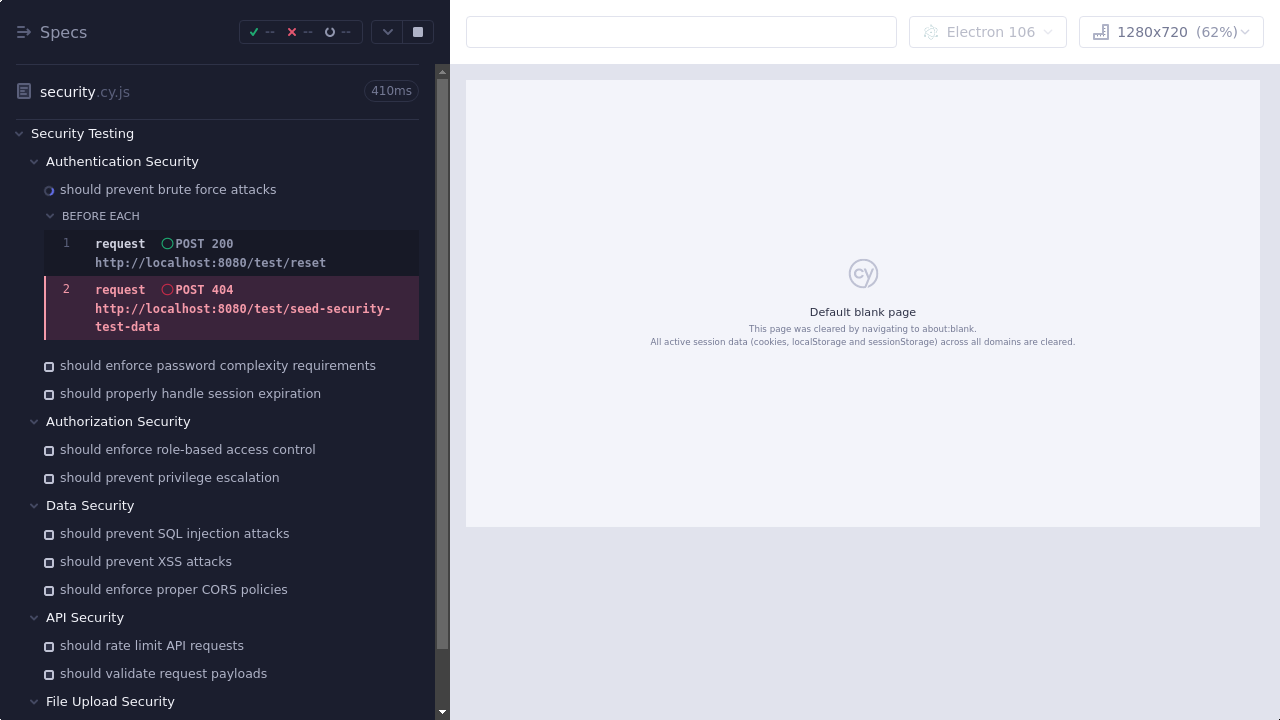 Specs
--
--
--
Electron 106
1280x720 (62%)
security.cy.js
410ms
Security Testing
Authentication Security
should prevent brute force attacks
BEFORE EACH
1 request POST 200
http://localhost:8080/test/reset
2 request POST 404
http://localhost:8080/test/seed-security-
test-data
should enforce password complexity requirements
should properly handle session expiration
Authorization Security
should enforce role-based access control
should prevent privilege escalation
Data Security
should prevent SQL injection attacks
should prevent XSS attacks
should enforce proper CORS policies
API Security
should rate limit API requests
should validate request payloads
File Upload Security
cy
Default blank page
This page was cleared by navigating to about:blank.
All active session data (cookies, localStorage and sessionStorage) across all domains are cleared.